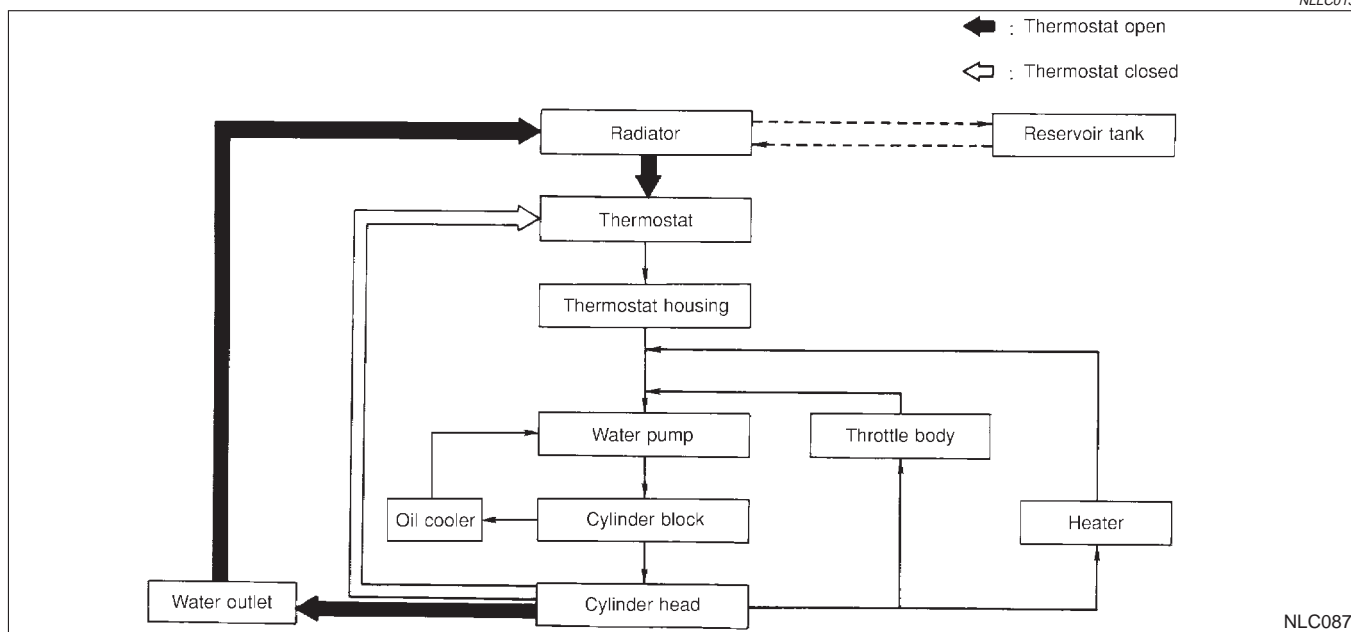 : Thermostat open
: Thermostat closed
Radiator
Reservoir tank
Thermostat
Thermostat housing
Water pump
Throttle body
Oil cooler
Cylinder block
Heater
Water outlet
Cylinder head
NLC087